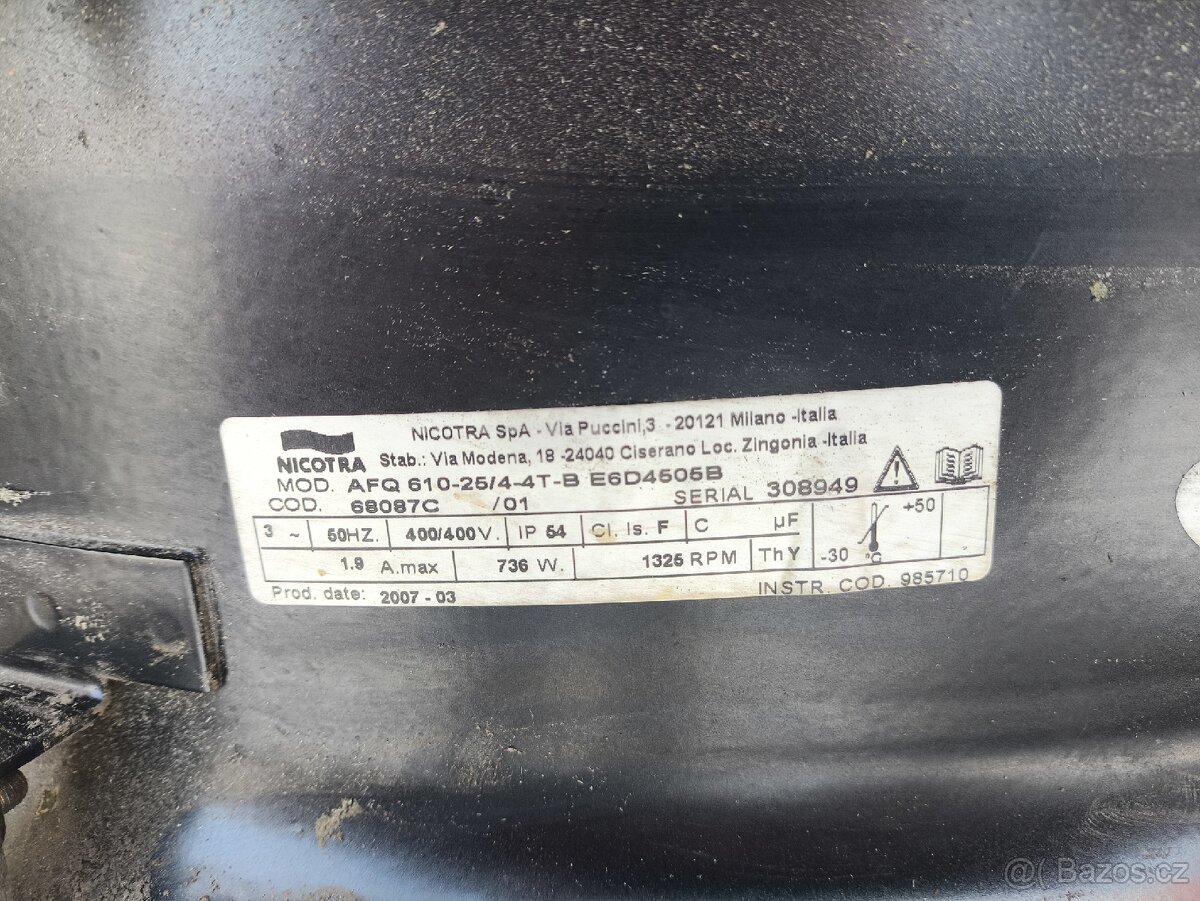 NICOTRA SpA - Via Puccini,3 - 20121 Milano -Italia
NICOTRA Stab.: Via Modena, 18 -24040 Ciserano Loc. Zingonia -Italia
MOD. AFQ 610-25/4-4T-B E6D4505B
COD. 68087C /01 SERIAL 308949
3 ~ 50HZ. 400/400V. IP 54 Cl. Is. F C µF +50
1.9 A.max 736 W. 1325 RPM ThY -30 °C
Prod. date: 2007-03 INSTR. COD. 985710
@ Bazos.cz